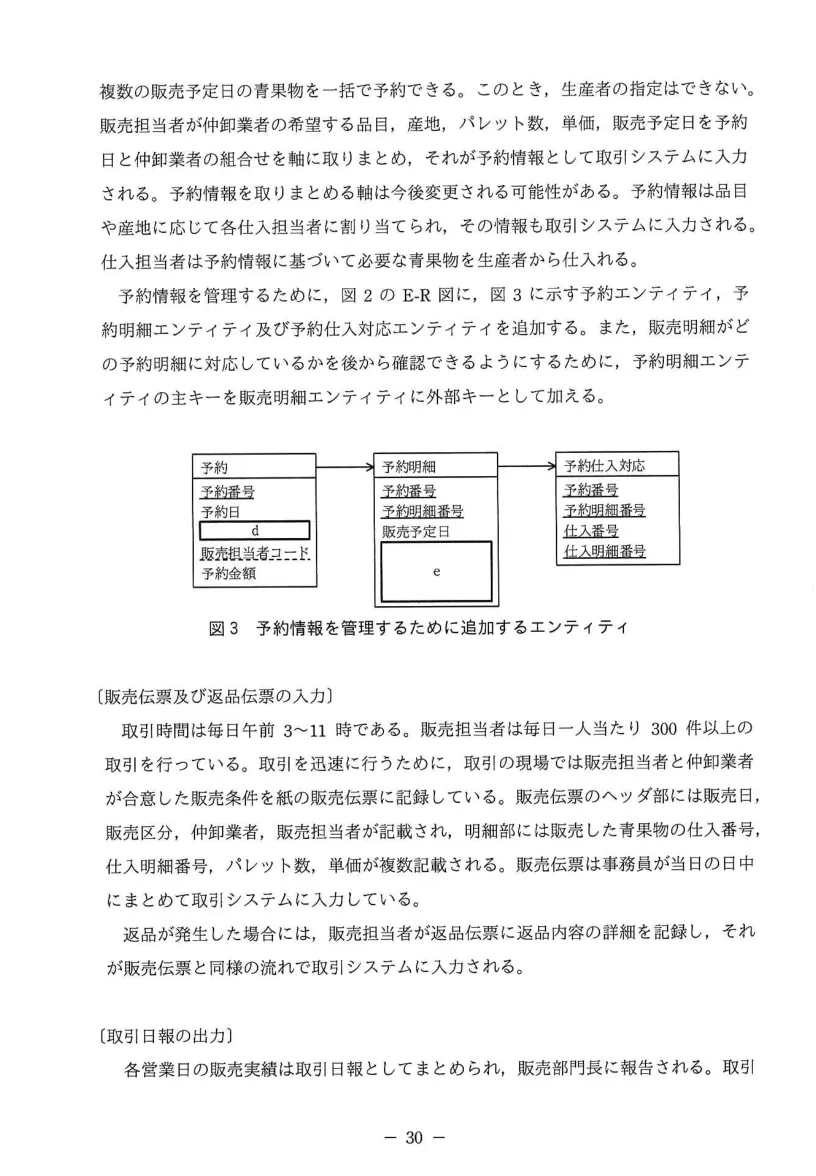 複数の販売予定日の青果物を一括で予約できる。このとき，生産者の指定はできない。
販売担当者が仲卸業者の希望する品目，産地，パレット数，単価，販売予定日を予約
日と仲卸業者の組合せを軸に取りまとめ，それが予約情報として取引システムに入力
される。予約情報を取りまとめる軸は今後変更される可能性がある。予約情報は品目
や産地に応じて各仕入担当者に割り当てられ，その情報も取引システムに入力される。
仕入担当者は予約情報に基づいて必要な青果物を生産者から仕入れる。
予約情報を管理するために，図 2 の E-R 図に，図 3 に示す予約エンティティ，予
約明細エンティティ及び予約仕入対応エンティティを追加する。また，販売明細がど
の予約明細に対応しているかを後から確認できるようにするために，予約明細エンテ
ィティの主キーを販売明細エンティティに外部キーとして加える。
予約
予約番号
予約日
d
販売担当者コード
予約金額
予約明細
予約番号
予約明細番号
販売予定日
e
予約仕入対応
予約番号
予約明細番号
仕入番号
仕入明細番号
図 3 予約情報を管理するために追加するエンティティ
〔販売伝票及び返品伝票の入力〕
取引時間は毎日午前 3～11 時である。販売担当者は毎日一人当たり 300 件以上の
取引を行っている。取引を迅速に行うために，取引の現場では販売担当者と仲卸業者
が合意した販売条件を紙の販売伝票に記録している。販売伝票のヘッダ部には販売日，
販売区分，仲卸業者，販売担当者が記載され，明細部には販売した青果物の仕入番号，
仕入明細番号，パレット数，単価が複数記載される。販売伝票は事務員が当日の日中
にまとめて取引システムに入力している。
返品が発生した場合には，販売担当者が返品伝票に返品内容の詳細を記録し，それ
が販売伝票と同様の流れで取引システムに入力される。
〔取引日報の出力〕
各営業日の販売実績は取引日報としてまとめられ，販売部門長に報告される。取引
－ 30 －